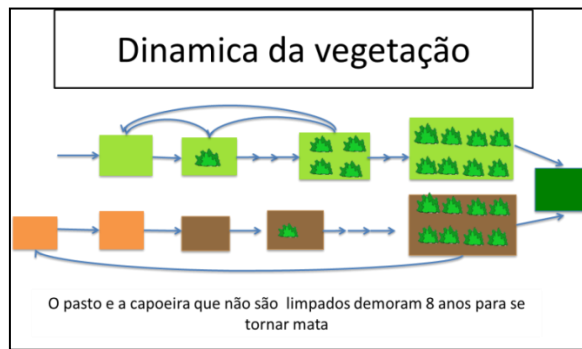 Dinamica da vegetação
O pasto e a capoeira que não são limpados demoram 8 anos para se
tornar mata